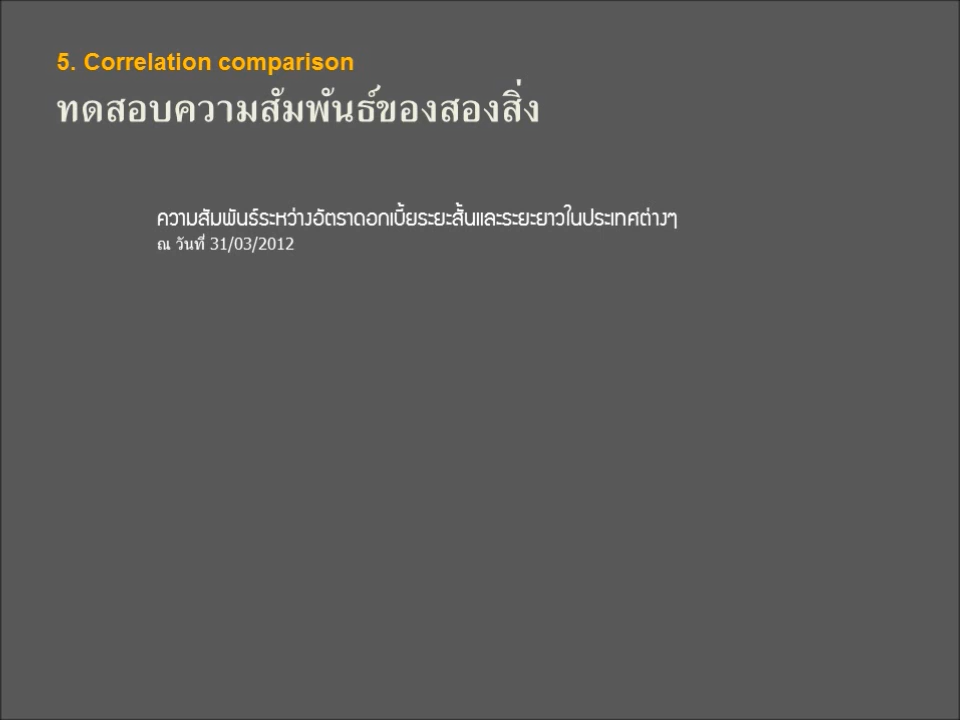 5. Correlation comparison
ทดสอบความสัมพันธ์ของสองสิ่ง
ความสัมพันธ์ระหว่างอัตราดอกเบี้ยระยะสั้นและระยะยาวในประเทศต่างๆ
ณ วันที่ 31/03/2012